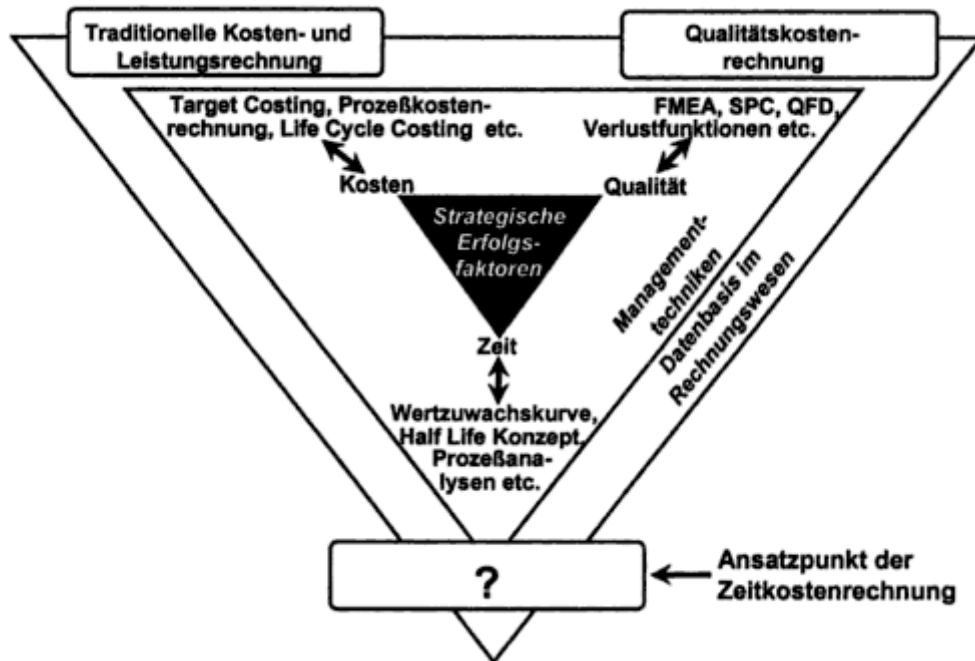 Traditionelle Kosten- und
Leistungsrechnung
Qualitätskosten-
rechnung
Target Costing, Prozeßkosten-
rechnung, Life Cycle Costing etc.
FMEA, SPC, QFD,
Verlustfunktionen etc.
Kosten
Qualität
Strategische
Erfolgs-
faktoren
Management-
techniken
Datenbasis im
Rechnungswesen
Zeit
Wertzuwachskurve,
Half Life Konzept,
Prozeßana-
lysen etc.
?
Ansatzpunkt der
Zeitkostenrechnung